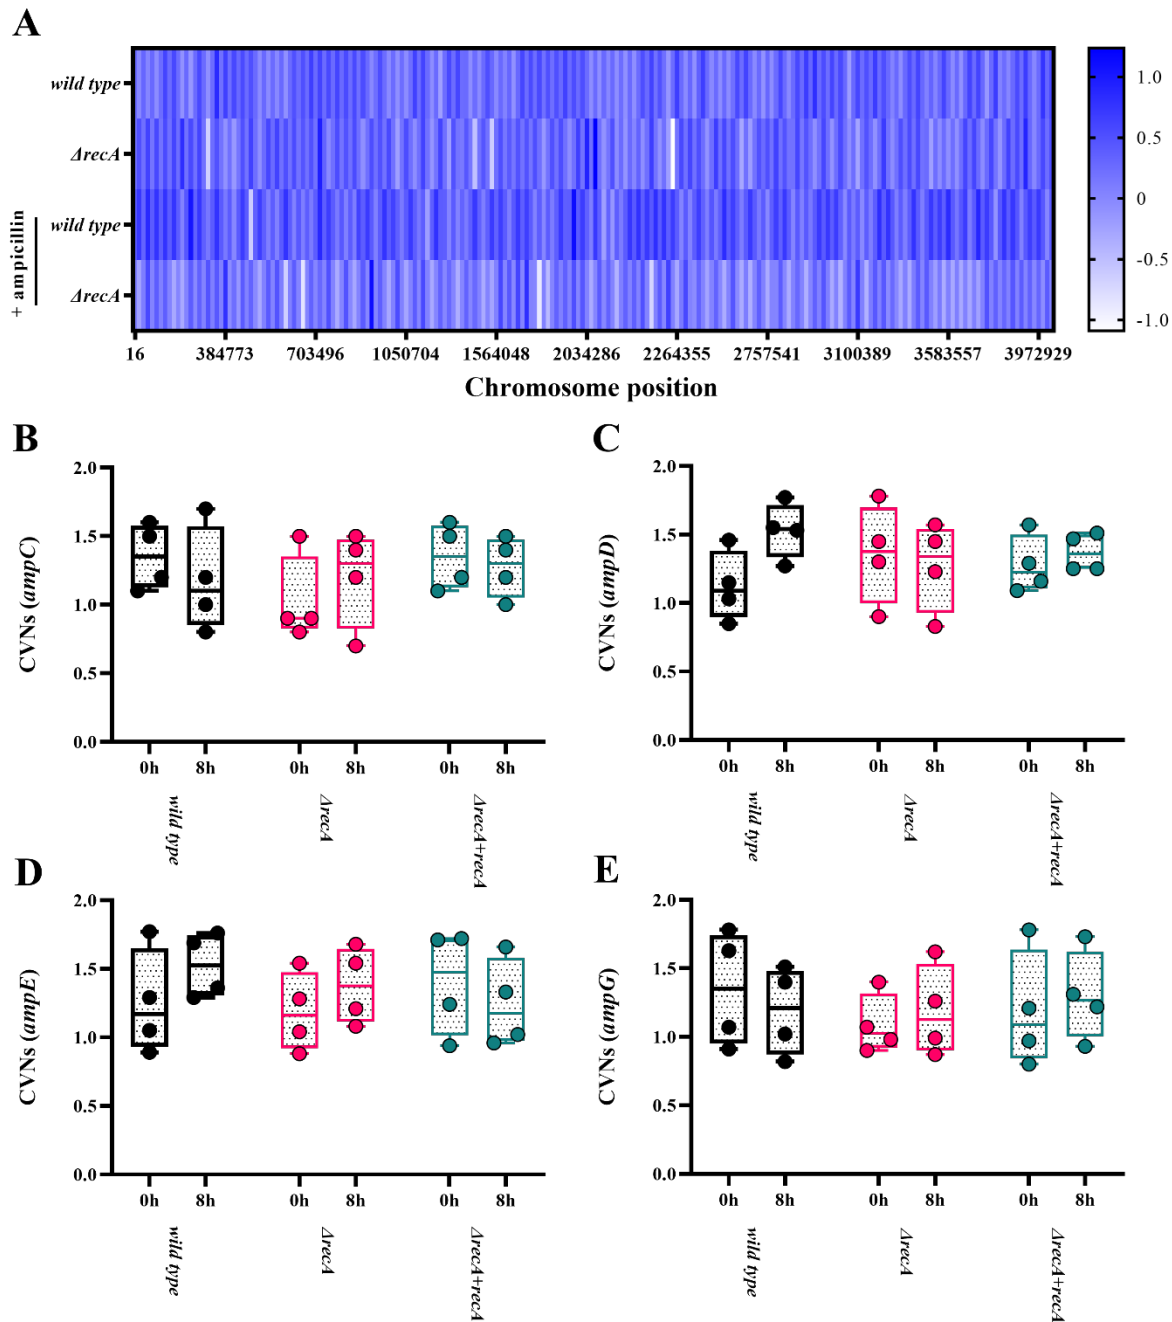 A
wild type
ΔrecA
wild type
ΔrecA
+ ampicillin
1.0
0.5
0
-0.5
-1.0
16 384773 703496 1050704 1564048 2034286 2264355 2757541 3100389 3583557 3972929
Chromosome position
B
CVNs (ampC)
2.0
1.5
1.0
0.5
0.0
0h 8h 0h 8h 0h 8h
wild type ΔrecA ΔrecA+recA
C
CVNs (ampD)
2.0
1.5
1.0
0.5
0.0
0h 8h 0h 8h 0h 8h
wild type ΔrecA ΔrecA+recA
D
CVNs (ampE)
2.0
1.5
1.0
0.5
0.0
0h 8h 0h 8h 0h 8h
wild type ΔrecA ΔrecA+recA
E
CVNs (ampG)
2.0
1.5
1.0
0.5
0.0
0h 8h 0h 8h 0h 8h
wild type ΔrecA ΔrecA+recA